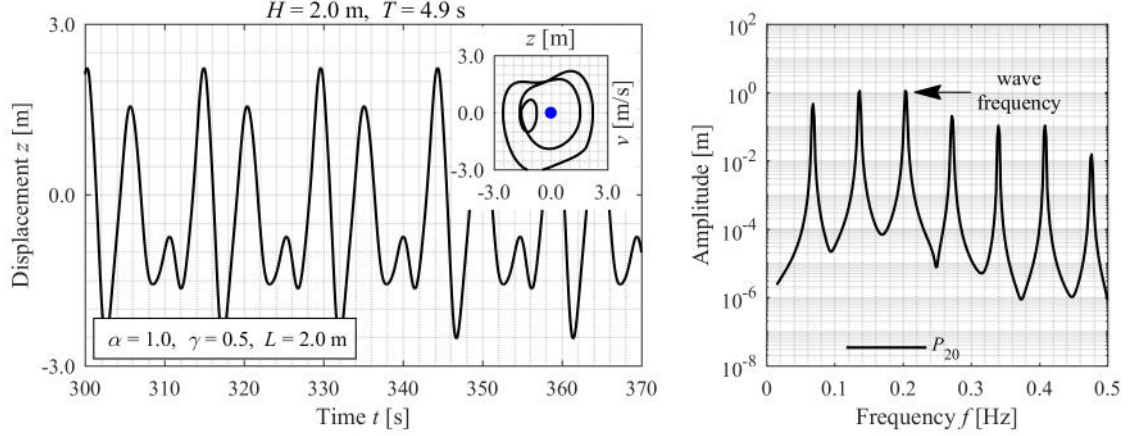 H = 2.0 m, T = 4.9 s
3.0
0.0
-3.0
Displacement z [m]
300 310 320 330 340 350 360 370
Time t [s]
α = 1.0, γ = 0.5, L = 2.0 m
z [m]
3.0
0.0
-3.0
-3.0 0.0 3.0
v [m/s]
10^2
10^0
10^-2
10^-4
10^-6
10^-8
Amplitude [m]
wave
frequency
P_20
0 0.1 0.2 0.3 0.4 0.5
Frequency f [Hz]